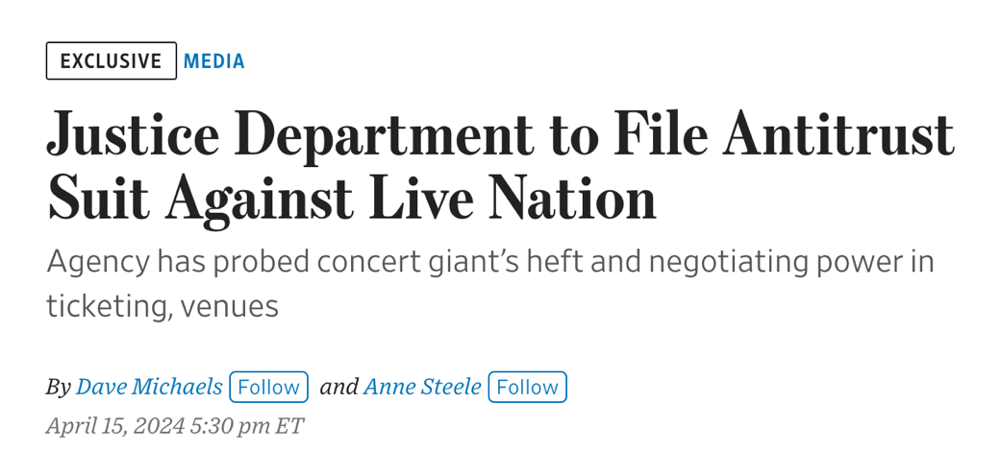 EXCLUSIVE MEDIA
Justice Department to File Antitrust
Suit Against Live Nation
Agency has probed concert giant’s heft and negotiating power in
ticketing, venues
By Dave Michaels Follow and Anne Steele Follow
April 15, 2024 5:30 pm ET